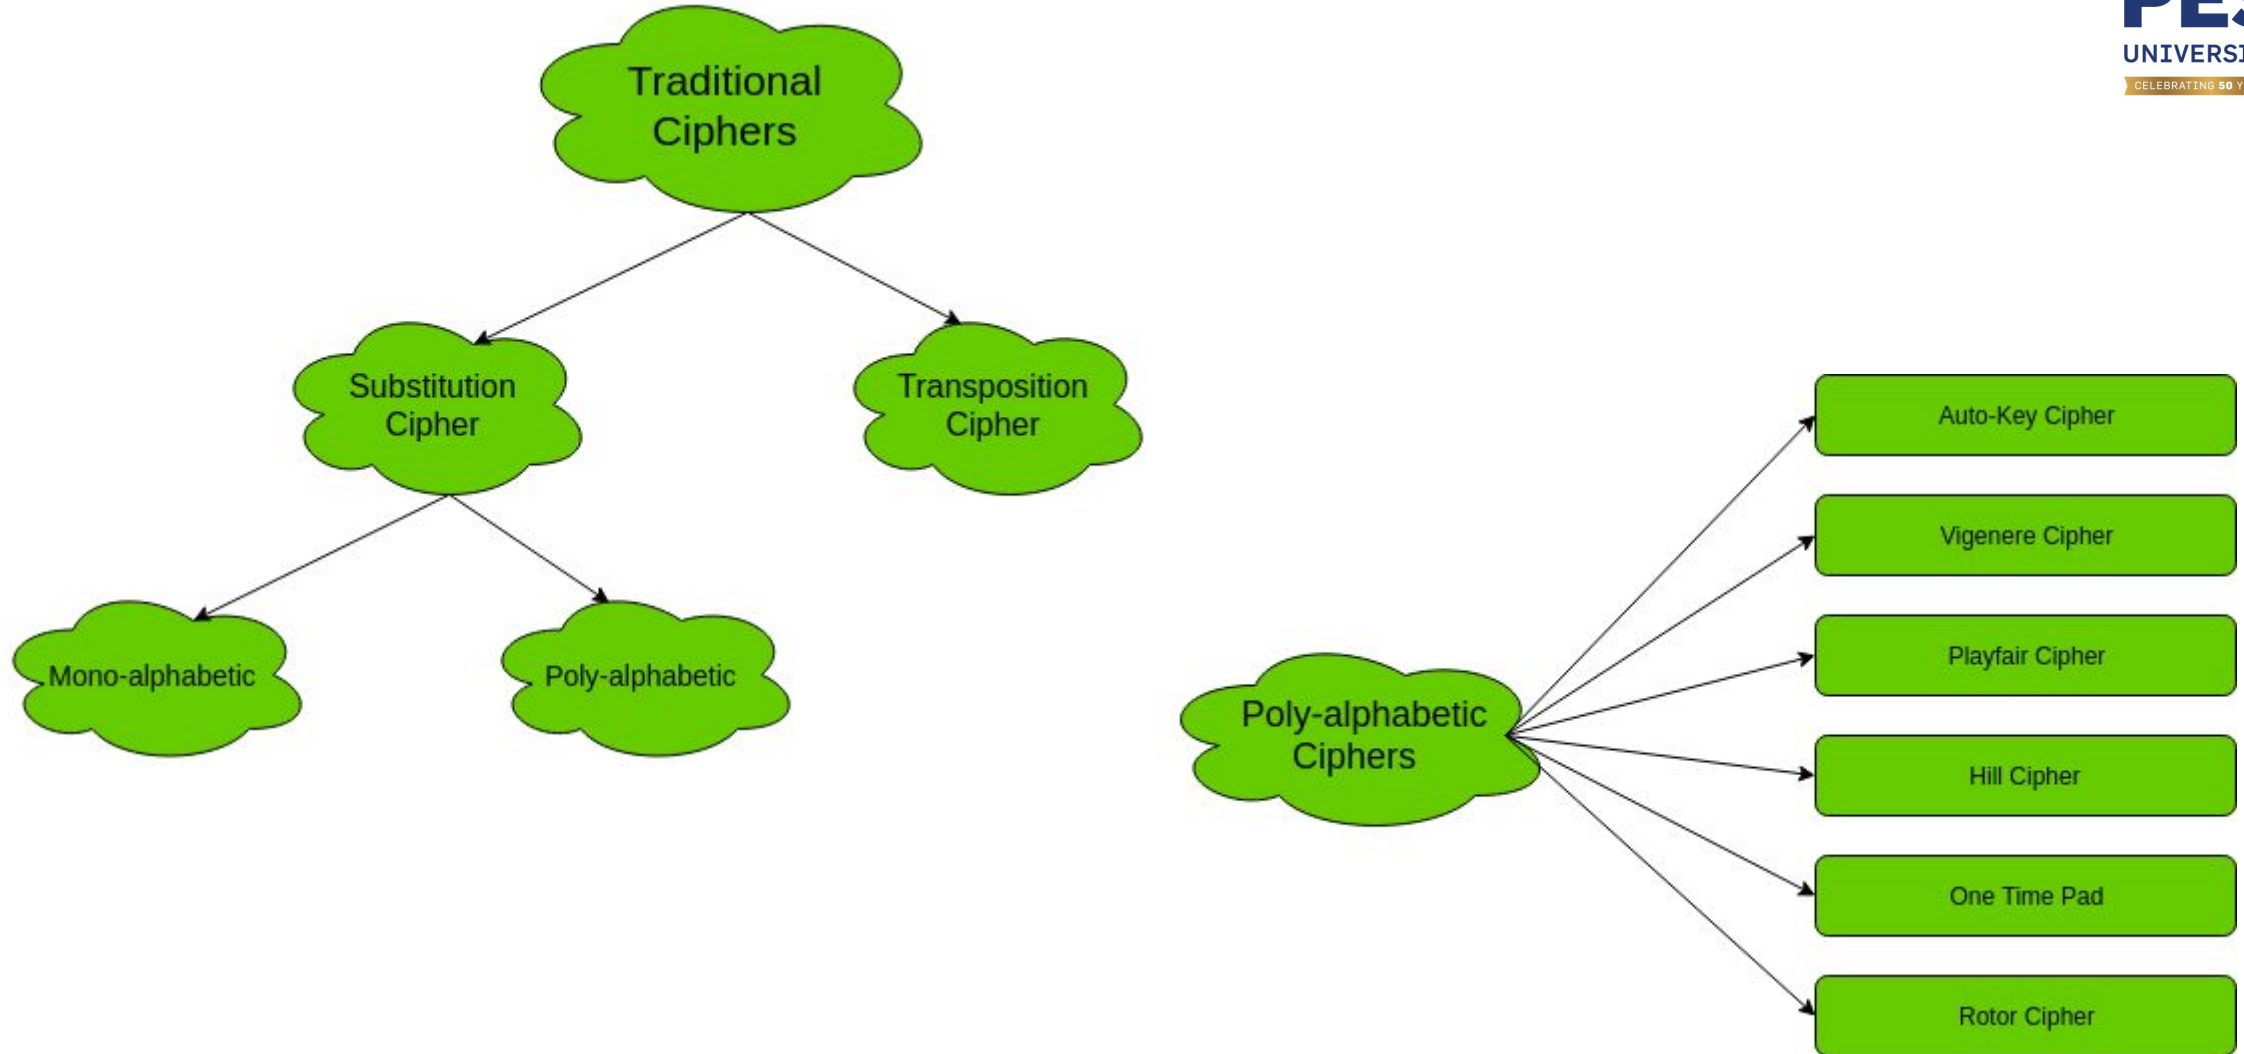 Traditional
Ciphers
Substitution
Cipher
Transposition
Cipher
Mono-alphabetic
Poly-alphabetic
Poly-alphabetic
Ciphers
Auto-Key Cipher
Vigenere Cipher
Playfair Cipher
Hill Cipher
One Time Pad
Rotor Cipher
PES
UNIVERSI
CELEBRATING 50 Y